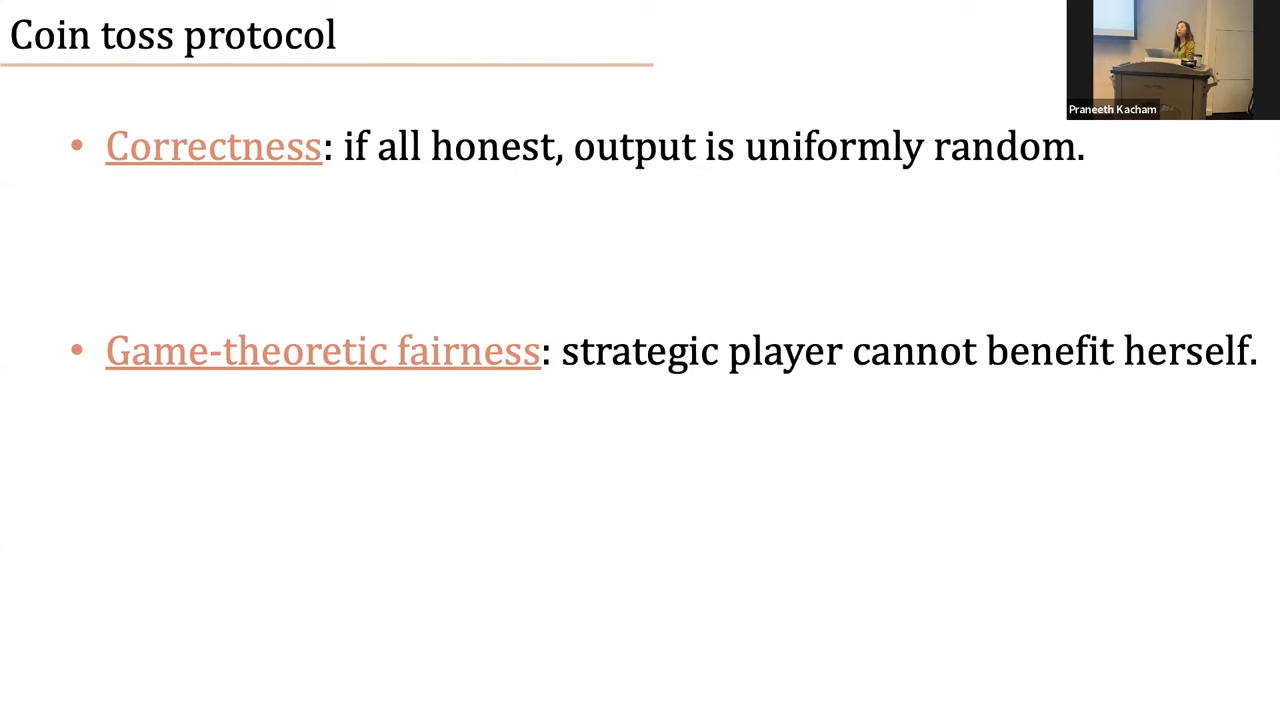 Coin toss protocol
Praneeth Kacham
• Correctness: if all honest, output is uniformly random.
• Game-theoretic fairness: strategic player cannot benefit herself.